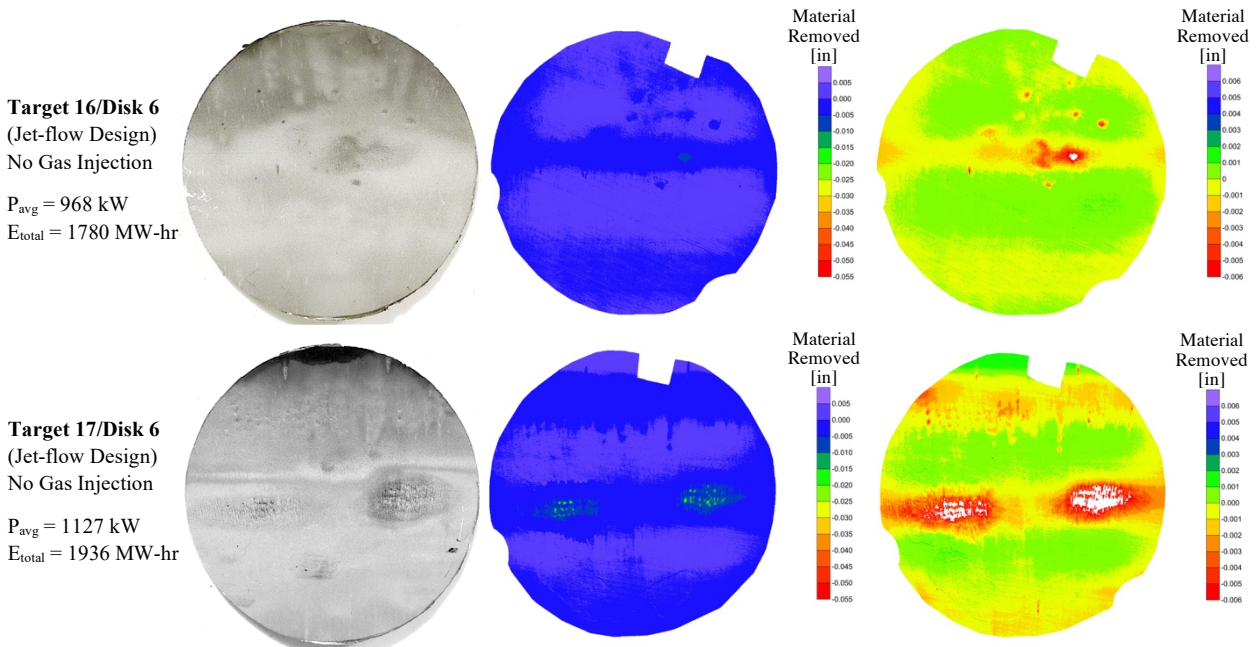 Target 16/Disk 6
(Jet-flow Design)
No Gas Injection
P_avg = 968 kW
E_total = 1780 MW-hr
Material
Removed
[in]
0.005
0.000
-0.005
-0.010
-0.015
-0.020
-0.025
-0.030
-0.035
-0.040
-0.045
-0.050
-0.055
Material
Removed
[in]
0.006
0.005
0.004
0.003
0.002
0.001
0
-0.001
-0.002
-0.003
-0.004
-0.005
-0.006
Target 17/Disk 6
(Jet-flow Design)
No Gas Injection
P_avg = 1127 kW
E_total = 1936 MW-hr
Material
Removed
[in]
0.005
0.000
-0.005
-0.010
-0.015
-0.020
-0.025
-0.030
-0.035
-0.040
-0.045
-0.050
-0.055
Material
Removed
[in]
0.006
0.005
0.004
0.003
0.002
0.001
0.000
-0.001
-0.002
-0.003
-0.004
-0.005
-0.006